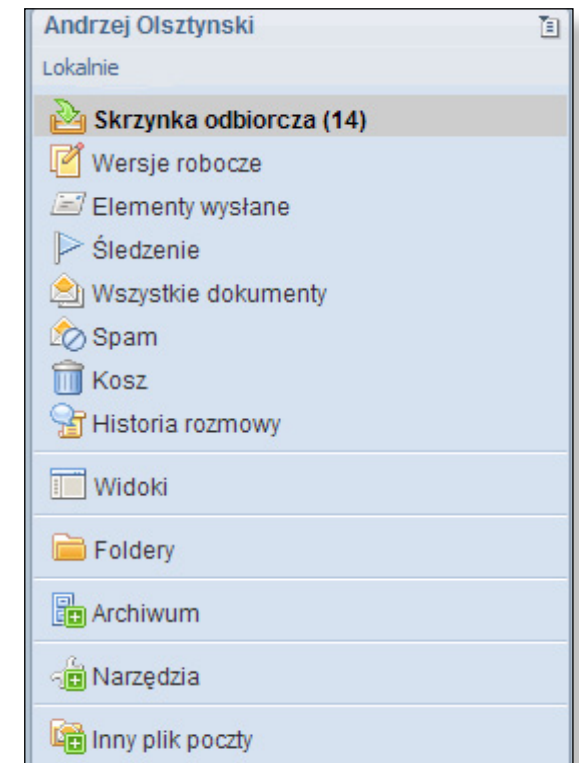 Andrzej Olsztynski
Lokalnie
Skrzynka odbiorcza (14)
Wersje robocze
Elementy wysłane
Śledzenie
Wszystkie dokumenty
Spam
Kosz
Historia rozmowy
Widoki
Foldery
Archiwum
Narzędzia
Inny plik poczty